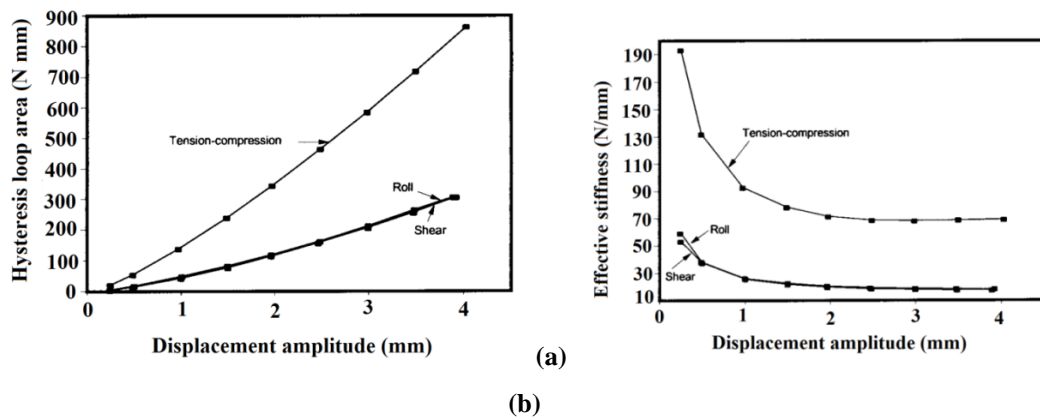 Hysteresis loop area (N mm)
900
800
700
600
500
400
300
200
100
0
Tension-compression
Roll
Shear
0 1 2 3 4
Displacement amplitude (mm)
(a)
Effective stiffness (N/mm)
190
170
150
130
110
90
70
50
30
10
Tension-compression
Roll
Shear
0 1 2 3 4
Displacement amplitude (mm)
(b)